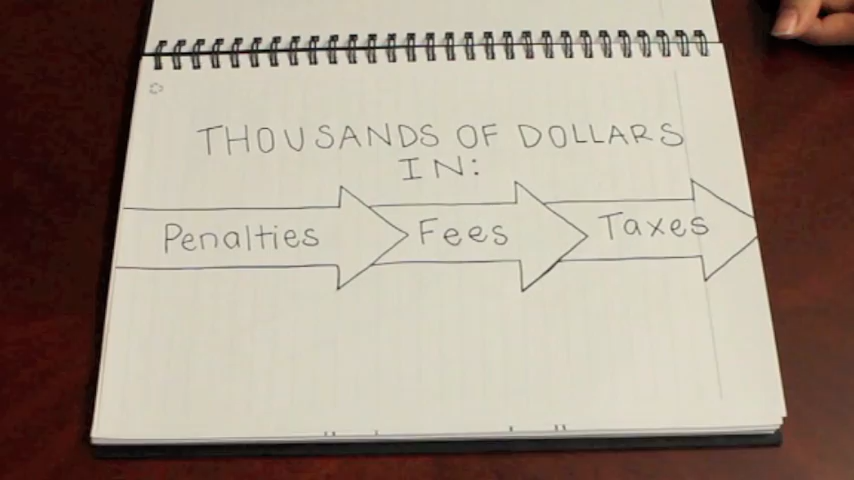 THOUSANDS OF DOLLARS
IN:
Penalties Fees Taxes